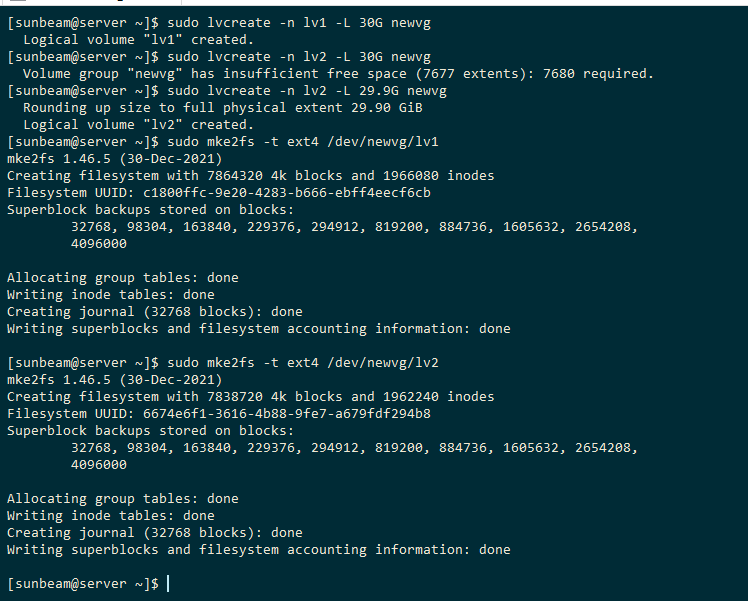 [sunbeam@server ~]$ sudo lvcreate -n lv1 -L 30G newvg
  Logical volume "lv1" created.
[sunbeam@server ~]$ sudo lvcreate -n lv2 -L 30G newvg
  Volume group "newvg" has insufficient free space (7677 extents): 7680 required.
[sunbeam@server ~]$ sudo lvcreate -n lv2 -L 29.9G newvg
  Rounding up size to full physical extent 29.90 GiB
  Logical volume "lv2" created.
[sunbeam@server ~]$ sudo mke2fs -t ext4 /dev/newvg/lv1
mke2fs 1.46.5 (30-Dec-2021)
Creating filesystem with 7864320 4k blocks and 1966080 inodes
Filesystem UUID: c1800ffc-9e20-4283-b666-ebff4eecf6cb
Superblock backups stored on blocks:
        32768, 98304, 163840, 229376, 294912, 819200, 884736, 1605632, 2654208,
        4096000

Allocating group tables: done
Writing inode tables: done
Creating journal (32768 blocks): done
Writing superblocks and filesystem accounting information: done

[sunbeam@server ~]$ sudo mke2fs -t ext4 /dev/newvg/lv2
mke2fs 1.46.5 (30-Dec-2021)
Creating filesystem with 7838720 4k blocks and 1962240 inodes
Filesystem UUID: 6674e6f1-3616-4b88-9fe7-a679fdf294b8
Superblock backups stored on blocks:
        32768, 98304, 163840, 229376, 294912, 819200, 884736, 1605632, 2654208,
        4096000

Allocating group tables: done
Writing inode tables: done
Creating journal (32768 blocks): done
Writing superblocks and filesystem accounting information: done

[sunbeam@server ~]$